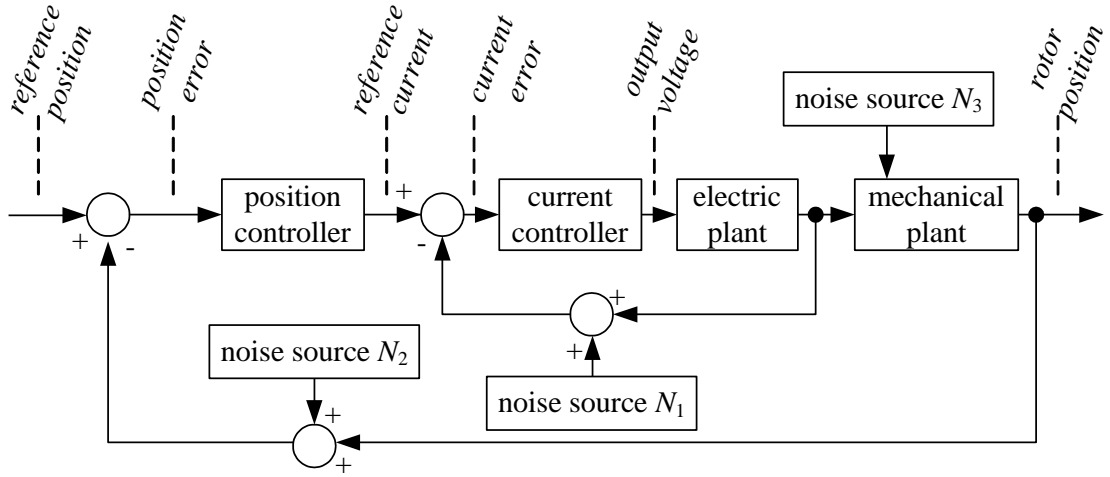 reference
position
position
error
reference
current
current
error
output
voltage
rotor
position
noise source N3
+
-
position
controller
+
-
current
controller
electric
plant
mechanical
plant
+
+
noise source N1
noise source N2
+
+